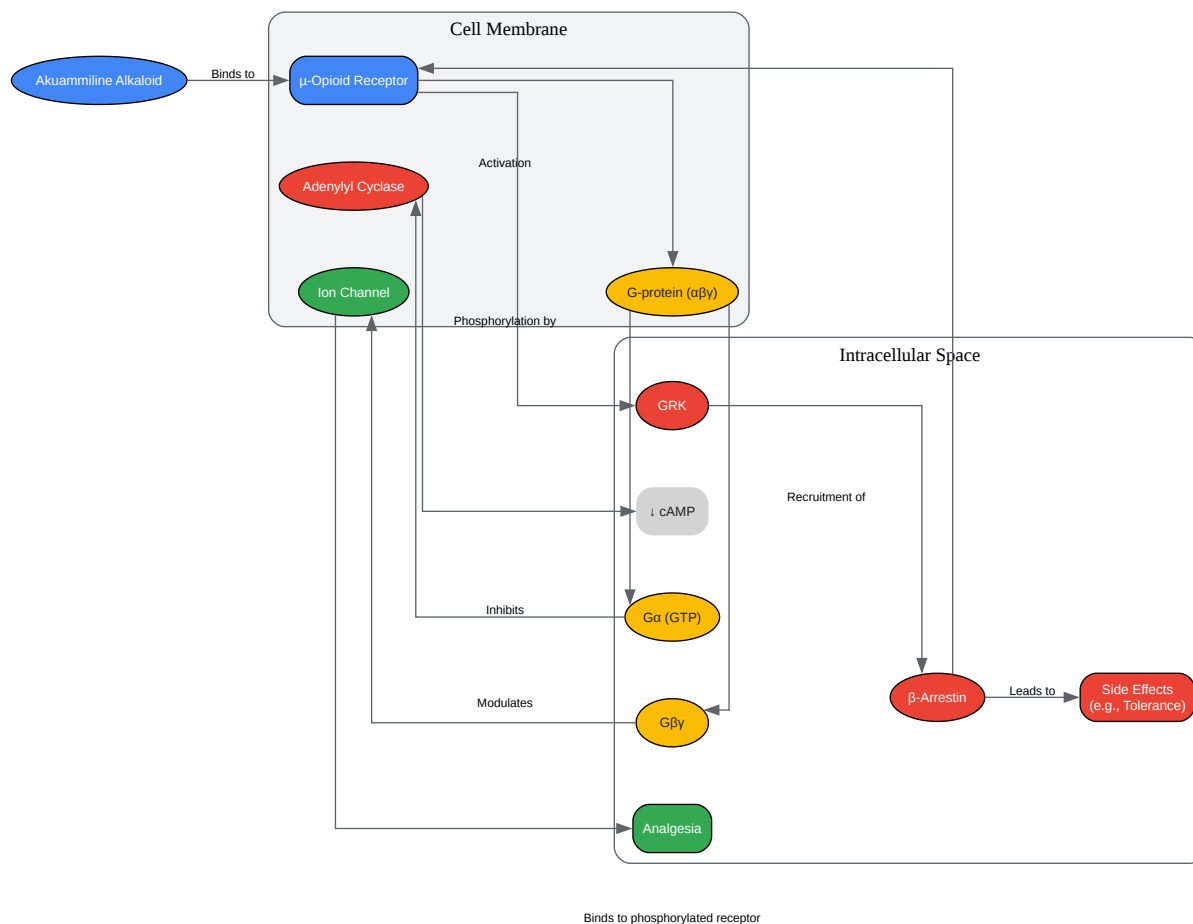 Cell Membrane
Akuammiline Alkaloid
Binds to
µ-Opioid Receptor
Activation
Adenylyl Cyclase
Ion Channel
G-protein (αβγ)
Phosphorylation by
Intracellular Space
GRK
Recruitment of
↓ cAMP
Inhibits
Gα (GTP)
Modulates
Gβγ
β-Arrestin
Leads to
Side Effects
(e.g., Tolerance)
Analgesia
Binds to phosphorylated receptor